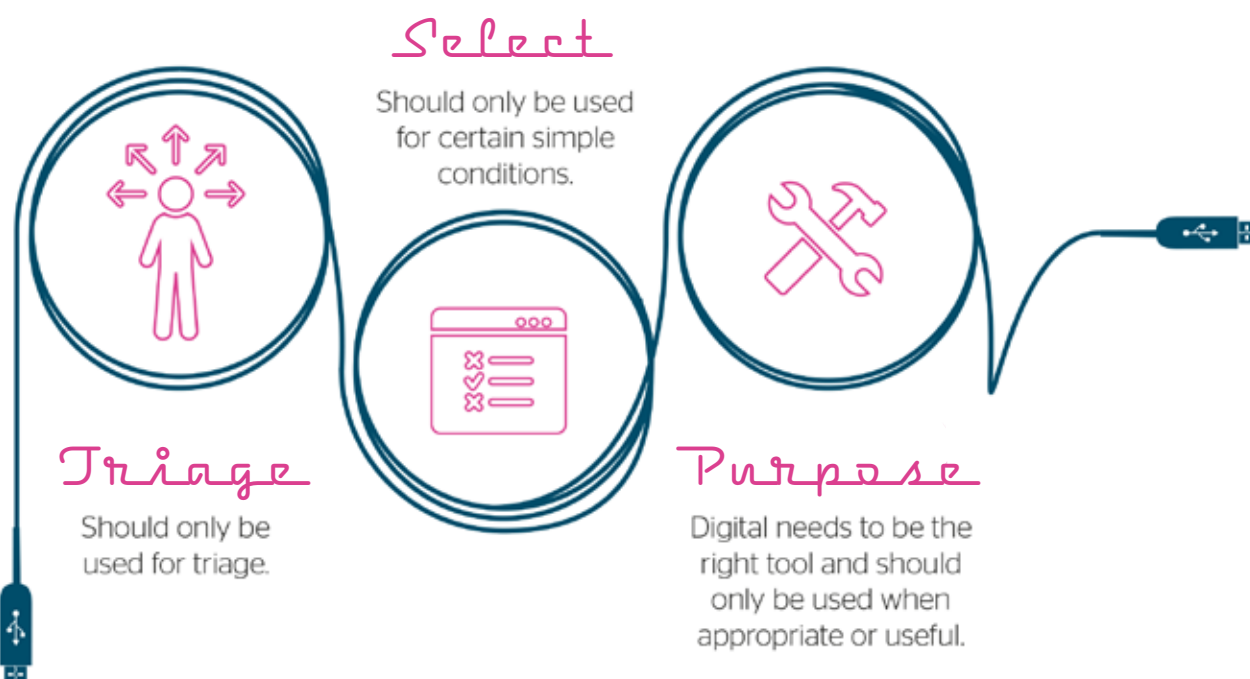 Select
Should only be used
for certain simple
conditions.
Triage
Should only be
used for triage.
Purpose
Digital needs to be the
right tool and should
only be used when
appropriate or useful.